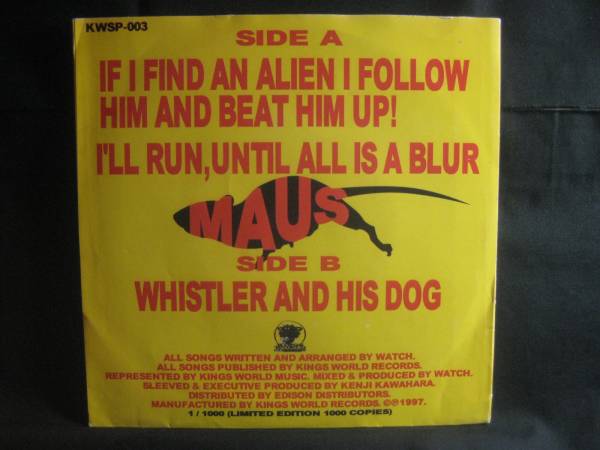 KWSP-003
SIDE A
IF I FIND AN ALIEN I FOLLOW
HIM AND BEAT HIM UP!
I'LL RUN,UNTIL ALL IS A BLUR
MAUS
SIDE B
WHISTLER AND HIS DOG
ALL SONGS WRITTEN AND ARRANGED BY WATCH.
ALL SONGS PUBLISHED BY KINGS WORLD RECORDS.
REPRESENTED BY KINGS WORLD MUSIC. MIXED & PRODUCED BY WATCH.
SLEEVED & EXECUTIVE PRODUCED BY KENJI KAWAHARA.
DISTRIBUTED BY EDISON DISTRIBUTORS.
MANUFACTURED BY KINGS WORLD RECORDS. ©℗1997.
1 / 1000 (LIMITED EDITION 1000 COPIES)